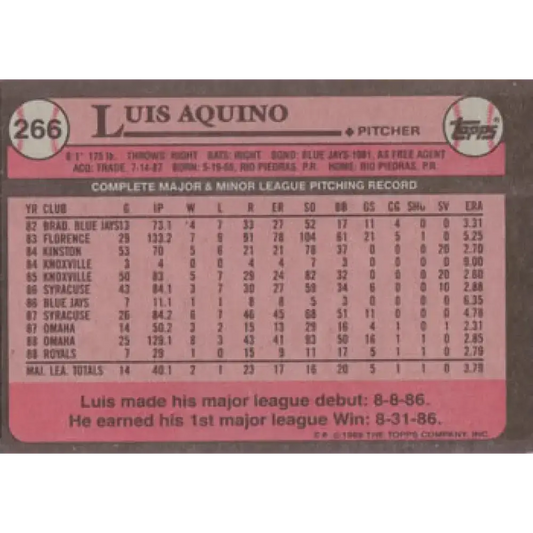 266
LUIS AQUINO
PITCHER
Topps
6'1" 175 lb. THROWS: RIGHT BATS: RIGHT BOND: BLUE JAYS-1981, AS FREE AGENT
ACQ: TRADE, 7-14-87 BORN: 5-19-65, RIO PIEDRAS, P.R. HOME: RIO PIEDRAS, P.R.
COMPLETE MAJOR & MINOR LEAGUE PITCHING RECORD
YR CLUB G IP W L R ER SO BB GS CG SHO SV ERA
82 BRAD. BLUE JAYS 13 73.1 4 7 33 27 52 17 11 4 0 0 3.31
83 FLORENCE 29 133.2 7 9 91 78 104 61 21 5 1 0 5.25
84 KINSTON 53 70 5 6 21 21 78 37 0 0 0 20 2.70
84 KNOXVILLE 3 4 0 0 0 0 0 0 9.00
85 KNOXVILLE 50 83 5 7 29 24 82 32 0 0 0 20 2.60
86 SYRACUSE 43 84.1 3 7 30 27 34 6 0 0 10 2.88
86 BLUE JAYS 7 11.1 1 1 8 8 5 3 0 0 0 0 6.35
87 SYRACUSE 26 84.2 6 7 46 45 68 51 11 0 0 0 4.78
87 OMAHA 14 50.2 3 2 15 13 29 16 4 1 0 1 2.31
88 OMAHA 25 129.1 8 3 43 41 93 50 16 1 1 0 2.85
88 ROYALS 7 29 1 0 15 9 11 17 5 1 1 0 2.79
MAJ. LEA. TOTALS 14 40.1 2 1 23 17 16 20 5 1 1 0 3.79
Luis made his major league debut: 8-8-86.
He earned his 1st major league Win: 8-31-86.
© 1989 THE TOPPS COMPANY, INC.